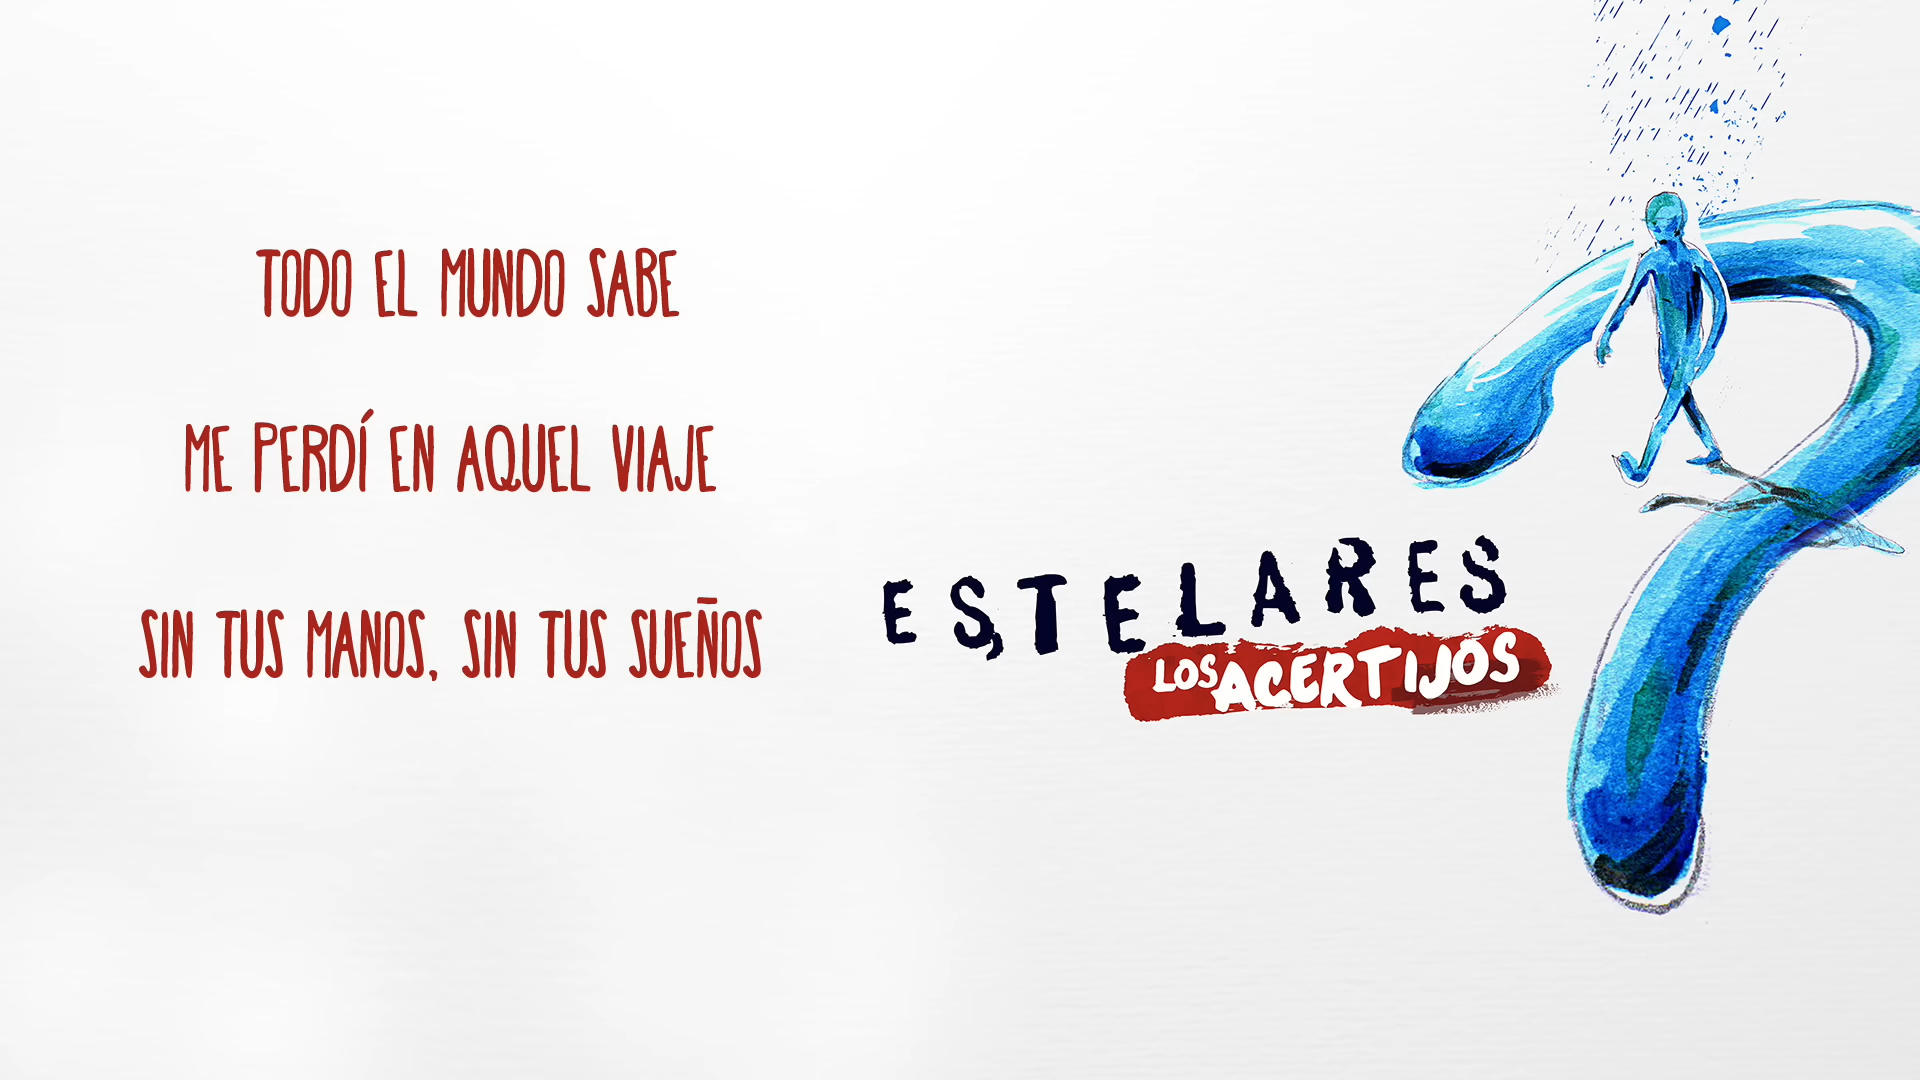 TODO EL MUNDO SABE
ME PERDÍ EN AQUEL VIAJE
SIN TUS MANOS, SIN TUS SUEÑOS
ESTELARES
LOS ACERTIJOS